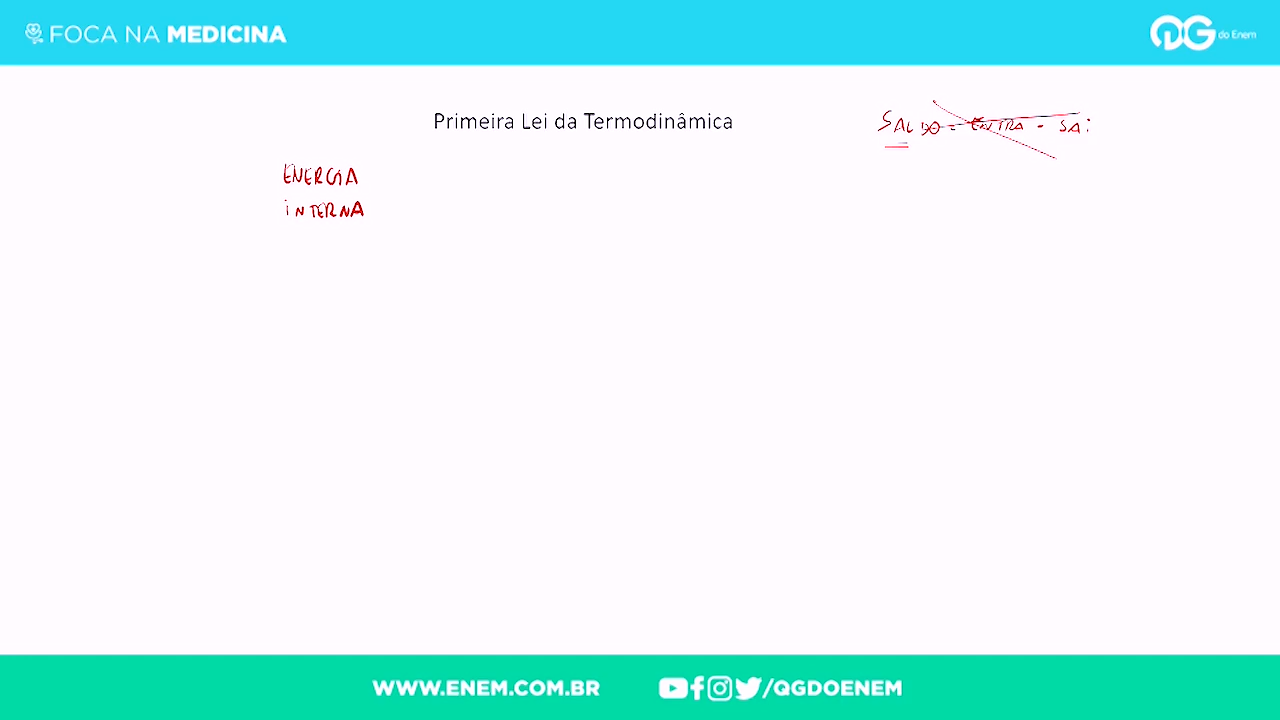 FOCA NA MEDICINA
QG do Enem
Primeira Lei da Termodinâmica
SALDO = ENTRA - SAi
ENERGIA
iNTERNA
WWW.ENEM.COM.BR
/QGDOENEM